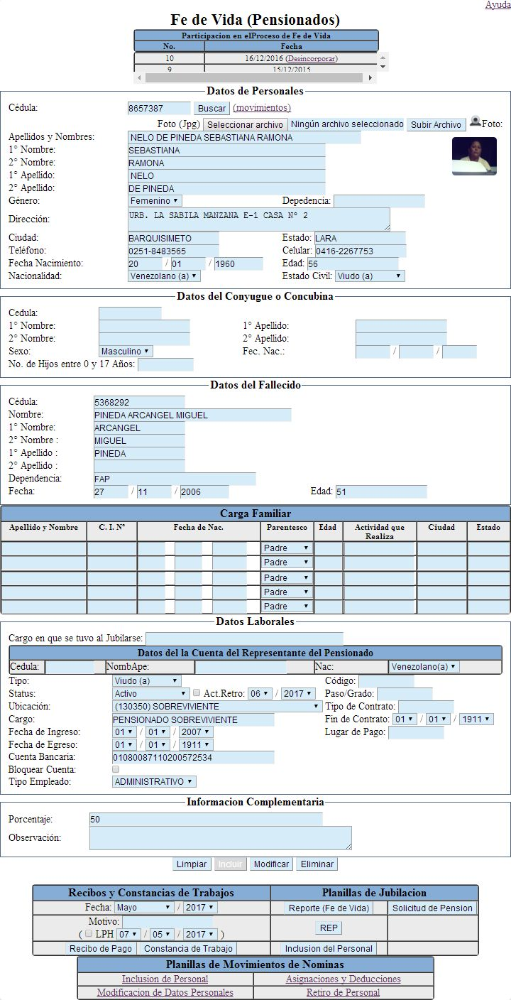 Ayuda
Fe de Vida (Pensionados)
Participacion en elProceso de Fe de Vida
No. Fecha
10 16/12/2016 (Desincorporar)
9 15/12/2015
Datos de Personales
Cédula: 8657387 Buscar (movimientos)
Foto (Jpg) Seleccionar archivo Ningún archivo seleccionado Subir Archivo Foto:
Apellidos y Nombres: NELO DE PINEDA SEBASTIANA RAMONA
1° Nombre: SEBASTIANA
2° Nombre: RAMONA
1° Apellido: NELO
2° Apellido: DE PINEDA
Género: Femenino Depedencia:
Dirección: URB. LA SABILA MANZANA E-1 CASA Nº 2
Ciudad: BARQUISIMETO Estado: LARA
Teléfono: 0251-8483565 Celular: 0416-2267753
Fecha Nacimiento: 20 / 01 / 1960 Edad: 56
Nacionalidad: Venezolano (a) Estado Civil: Viudo (a)
Datos del Conyugue o Concubina
Cedula:
1° Nombre: 1° Apellido:
2° Nombre: 2° Apellido:
Sexo: Masculino Fec. Nac.: / /
No. de Hijos entre 0 y 17 Años:
Datos del Fallecido
Cédula: 5368292
Nombre: PINEDA ARCANGEL MIGUEL
1° Nombre: ARCANGEL
2° Nombre : MIGUEL
1° Apellido : PINEDA
2° Apellido :
Dependencia: FAP
Fecha: 27 / 11 / 2006 Edad: 51
Carga Familiar
Apellido y Nombre C. I. Nº Fecha de Nac. Parentesco Edad Actividad que Realiza Ciudad Estado
Padre
Padre
Padre
Padre
Padre
Datos Laborales
Cargo en que se tuvo al Jubilarse:
Datos del la Cuenta del Representante del Pensionado
Cedula: NombApe: Nac: Venezolano(a)
Tipo: Viudo (a) Código:
Status: Activo Act.Retro: 06 / 2017 Paso/Grado:
Ubicación: (130350) SOBREVIVIENTE Tipo de Contrato:
Cargo: PENSIONADO SOBREVIVIENTE Fin de Contrato: 01 / 01 / 1911
Fecha de Ingreso: 01 / 01 / 2007 Lugar de Pago:
Fecha de Egreso: 01 / 01 / 1911
Cuenta Bancaria: 01080087110200572534
Bloquear Cuenta:
Tipo Empleado: ADMINISTRATIVO
Informacion Complementaria
Porcentaje: 50
Observación:
Limpiar Incluir Modificar Eliminar
Recibos y Constancias de Trabajos Planillas de Jubilacion
Fecha: Mayo / 2017 Reporte (Fe de Vida) Solicitud de Pension
Motivo:
( LPH 07 / 05 / 2017 ) REP
Recibo de Pago Constancia de Trabajo Inclusion del Personal
Planillas de Movimientos de Nominas
Inclusion de Personal Asignaciones y Deducciones
Modificacion de Datos Personales Retiro de Personal